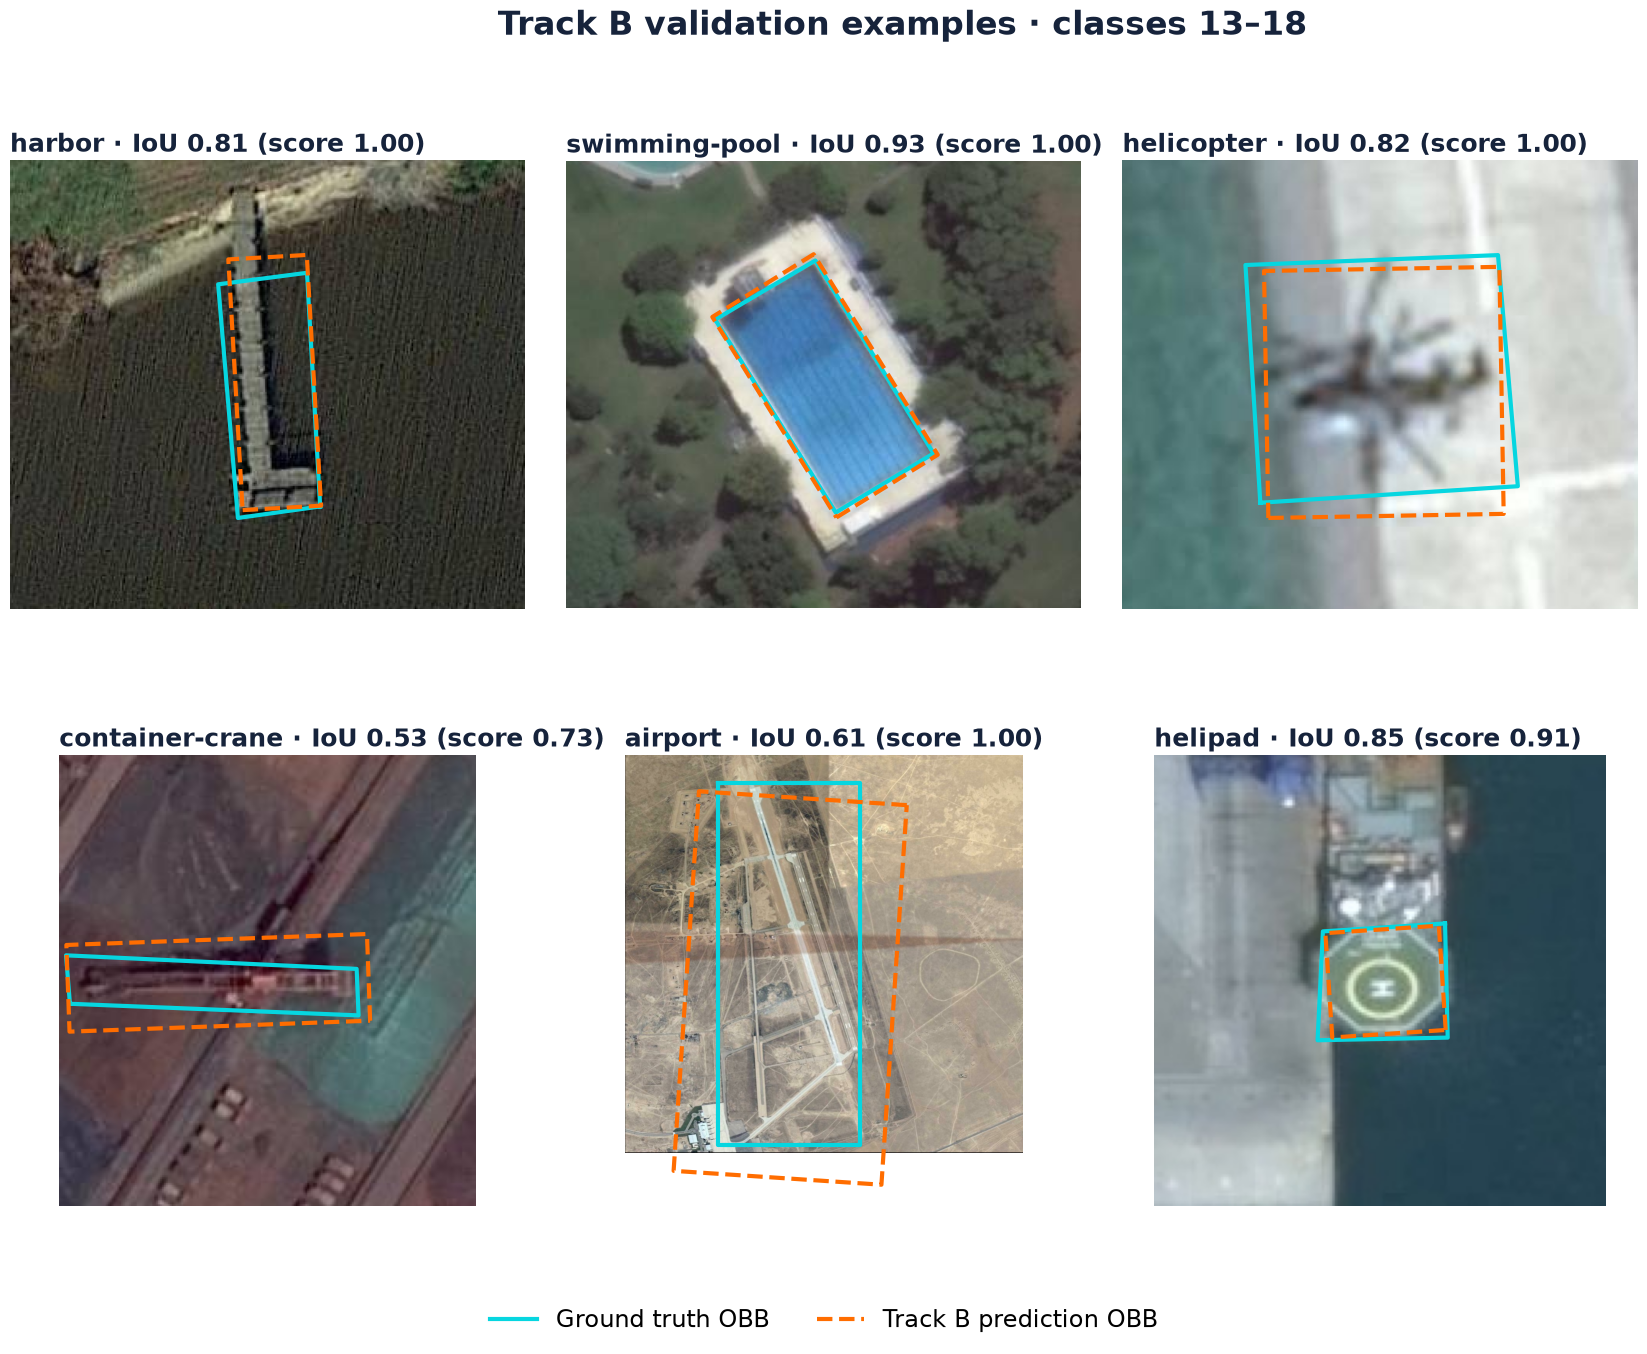 Track B validation examples · classes 13–18
harbor · IoU 0.81 (score 1.00)
swimming-pool · IoU 0.93 (score 1.00)
helicopter · IoU 0.82 (score 1.00)
container-crane · IoU 0.53 (score 0.73)
airport · IoU 0.61 (score 1.00)
helipad · IoU 0.85 (score 0.91)
H
Ground truth OBB
Track B prediction OBB